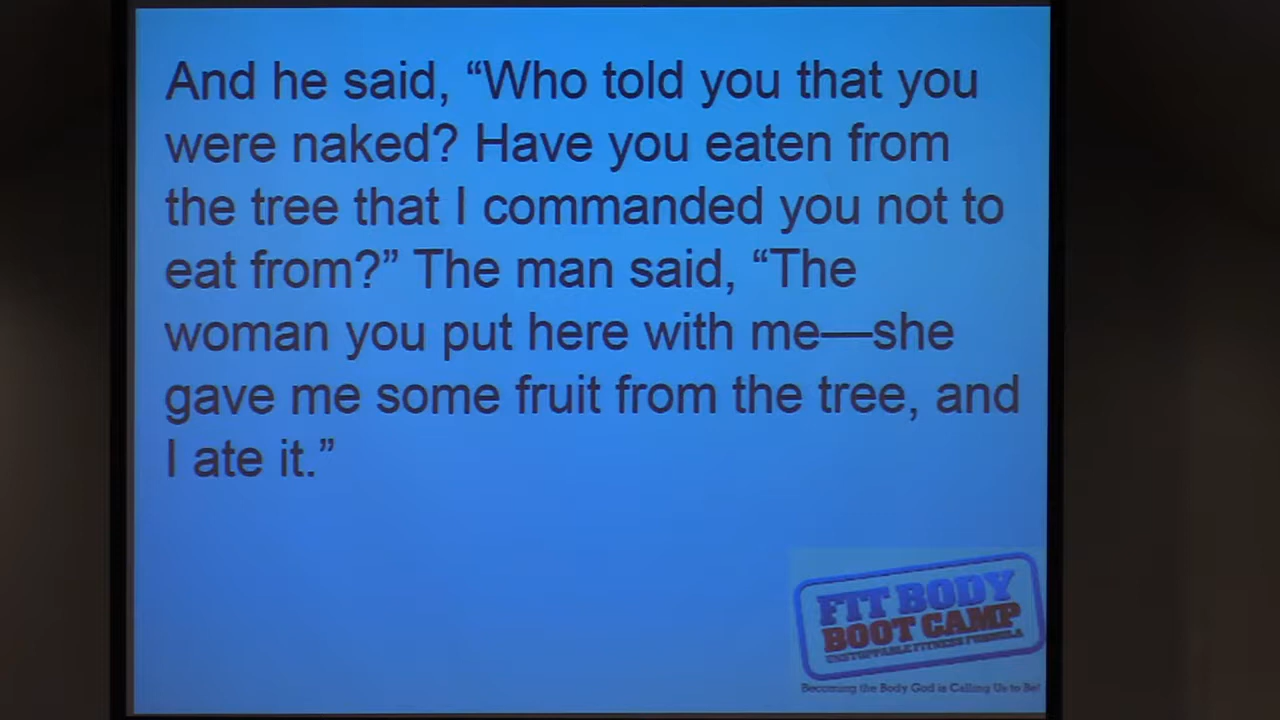 And he said, “Who told you that you
were naked? Have you eaten from
the tree that I commanded you not to
eat from?” The man said, “The
woman you put here with me—she
gave me some fruit from the tree, and
I ate it.”
FIT BODY
BOOT CAMP
UNSTOPPABLE FITNESS FORMULA
Becoming the Body God is Calling Us to Be!